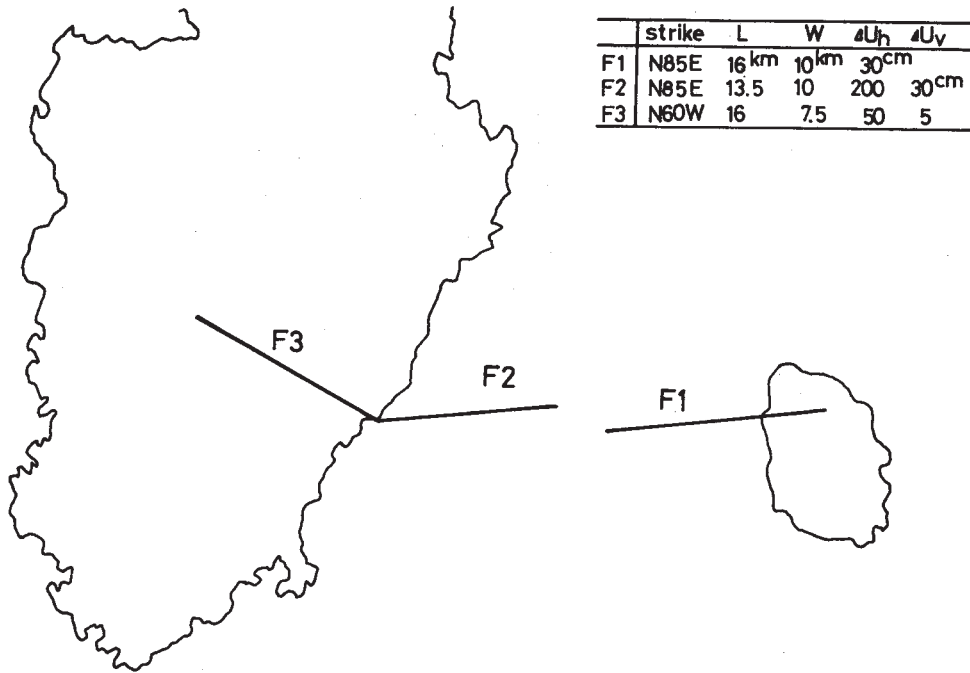 strike L W ΔUh ΔUv
F1 N85E 16km 10km 30cm
F2 N85E 13.5 10 200 30cm
F3 N60W 16 7.5 50 5
F3
F2
F1